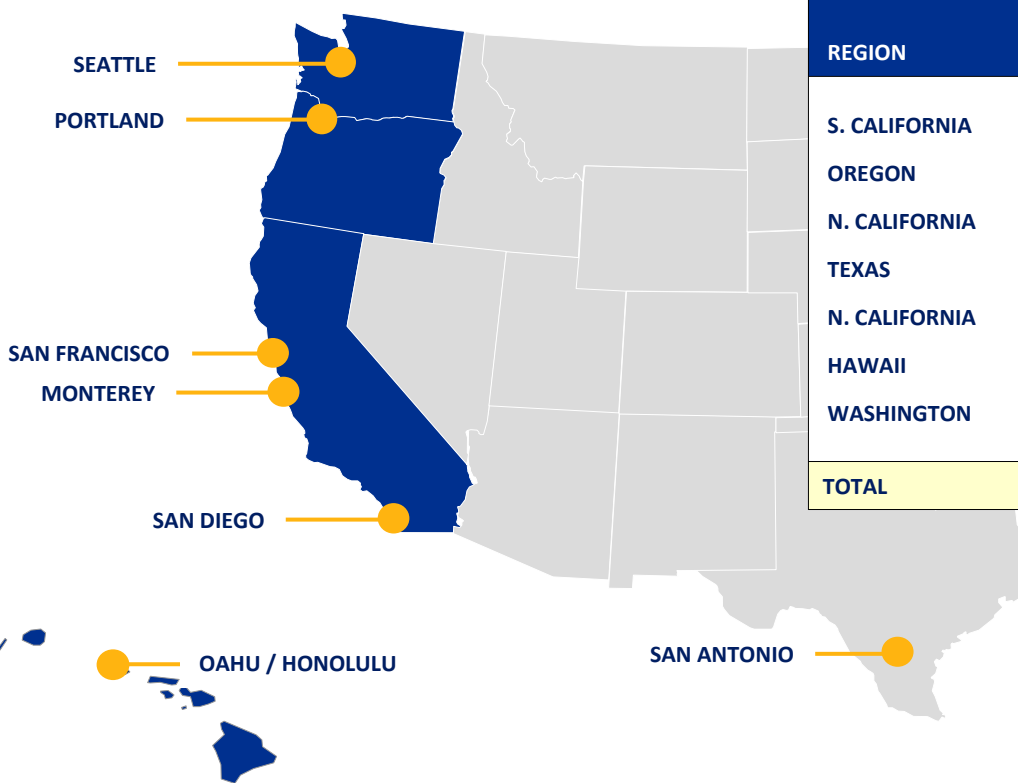 SEATTLE
PORTLAND
SAN FRANCISCO
MONTEREY
SAN DIEGO
OAHU / HONOLULU
SAN ANTONIO
REGION
S. CALIFORNIA
OREGON
N. CALIFORNIA
TEXAS
N. CALIFORNIA
HAWAII
WASHINGTON
TOTAL